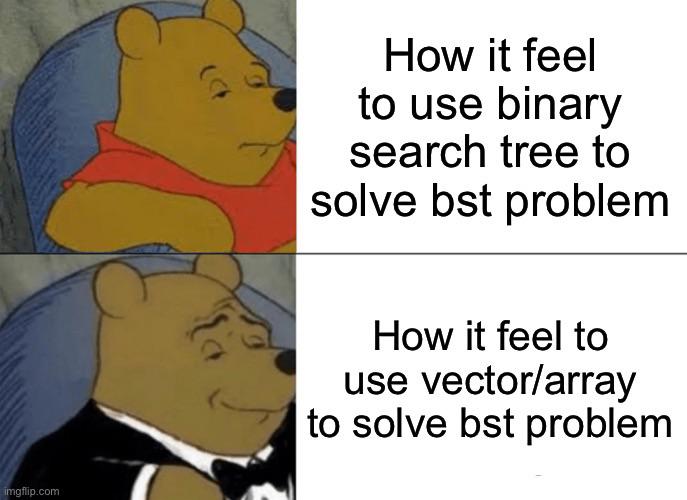 How it feel
to use binary
search tree to
solve bst problem
How it feel to
use vector/array
to solve bst problem
imgflip.com